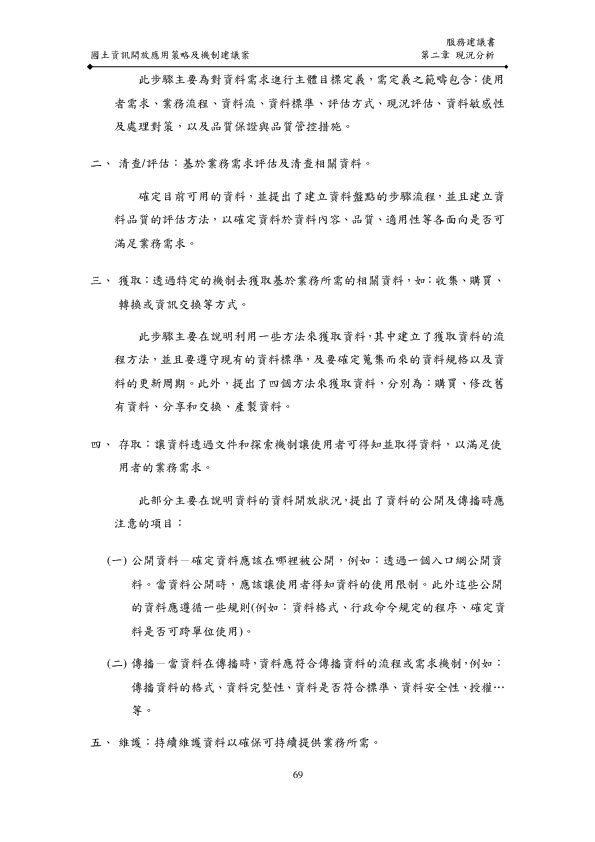 服務建議書
國土資訊開放應用策略及機制建議案 第二章 現況分析
此步驟主要為對資料需求進行主體目標定義，需定義之範疇包含：使用
者需求、業務流程、資料流、資料標準、評估方式、現況評估、資料敏感性
及處理對策，以及品質保證與品質管控措施。
二、 清查/評估：基於業務需求評估及清查相關資料。
確定目前可用的資料，並提出了建立資料盤點的步驟流程，並且建立資
料品質的評估方法，以確定資料於資料內容、品質、適用性等各面向是否可
滿足業務需求。
三、 獲取：透過特定的機制去獲取基於業務所需的相關資料，如：收集、購買、
轉換或資訊交換等方式。
此步驟主要在說明利用一些方法來獲取資料，其中建立了獲取資料的流
程方法，並且要遵守現有的資料標準，及要確定蒐集而來的資料規格以及資
料的更新周期。此外，提出了四個方法來獲取資料，分別為：購買、修改舊
有資料、分享和交換、產製資料。
四、 存取：讓資料透過文件和探索機制讓使用者可得知並取得資料，以滿足使
用者的業務需求。
此部分主要在說明資料的資料開放狀況，提出了資料的公開及傳播時應
注意的項目：
(一) 公開資料－確定資料應該在哪裡被公開，例如：透過一個入口網公開資
料。當資料公開時，應該讓使用者得知資料的使用限制。此外這些公開
的資料應遵循一些規則(例如：資料格式、行政命令規定的程序、確定資
料是否可跨單位使用)。
(二) 傳播－當資料在傳播時，資料應符合傳播資料的流程或需求機制，例如：
傳播資料的格式、資料完整性、資料是否符合標準、資料安全性、授權…
等。
五、 維護：持續維護資料以確保可持續提供業務所需。
69